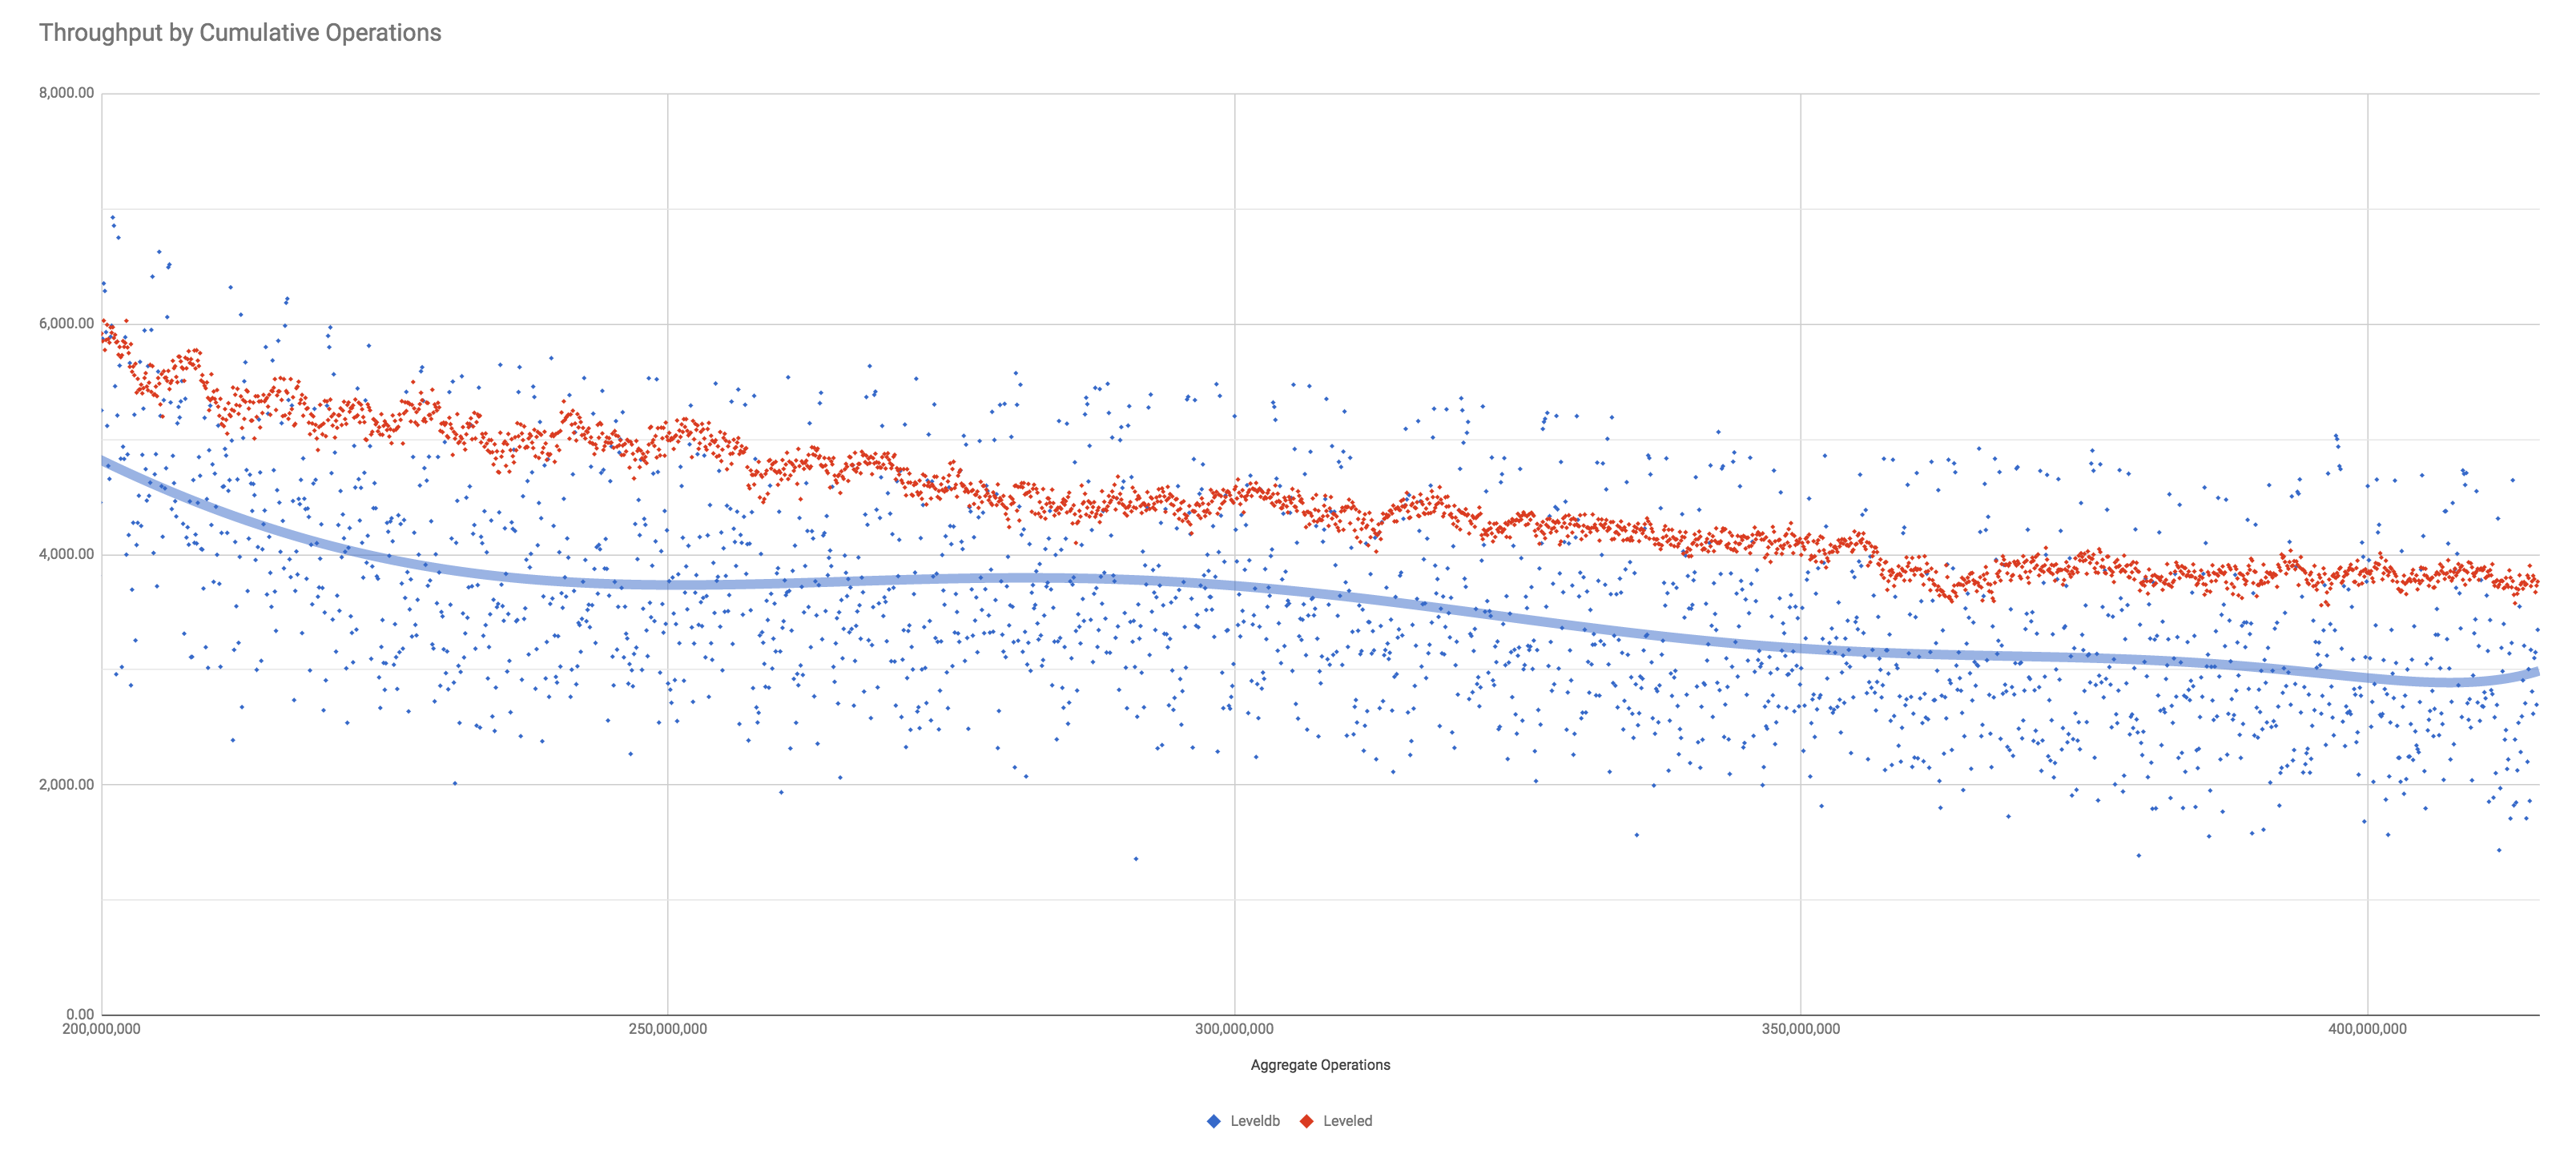 Throughput by Cumulative Operations
8,000.00
6,000.00
4,000.00
2,000.00
0.00
200,000,000 250,000,000 300,000,000 350,000,000 400,000,000
Aggregate Operations
Leveldb Leveled